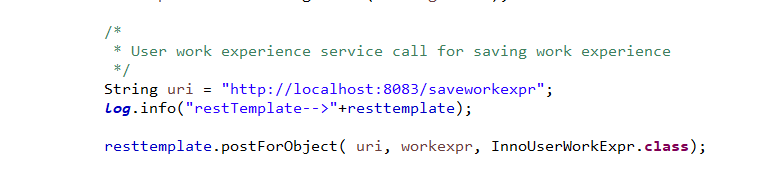 /*
* User work experience service call for saving work experience
*/
String uri = "http://localhost:8083/saveworkexpr";
log.info("restTemplate-->"+resttemplate);
resttemplate.postForObject( uri, workexpr, InnoUserWorkExpr.class);